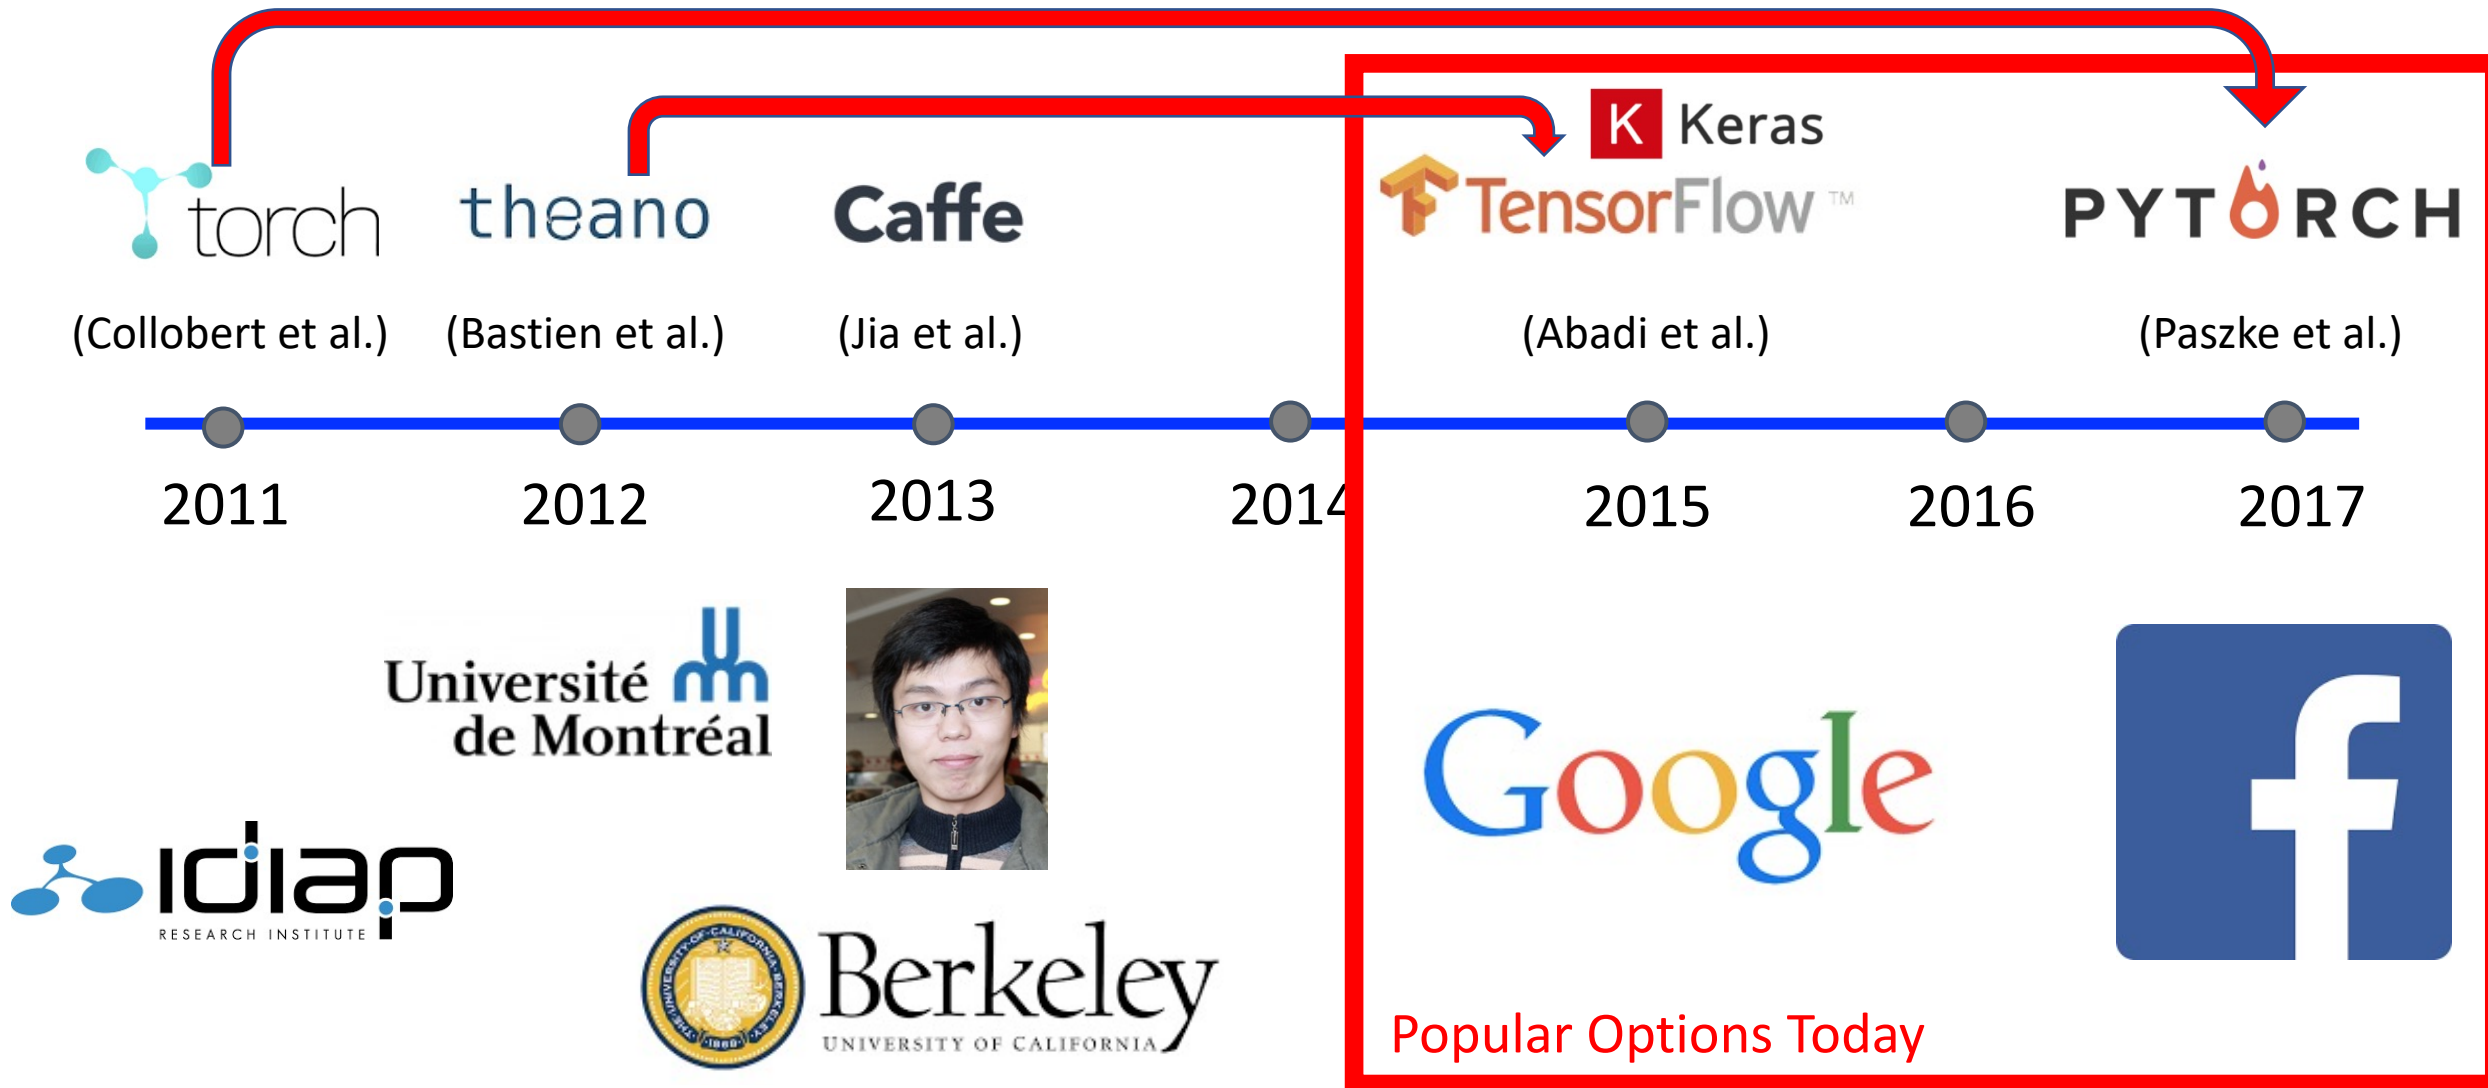 K Keras
torch
theano
Caffe
TensorFlow ™
PYTORCH
(Collobert et al.)
(Bastien et al.)
(Jia et al.)
(Abadi et al.)
(Paszke et al.)
2011
2012
2013
2014
2015
2016
2017
Université
de Montréal
idiap
RESEARCH INSTITUTE
Berkeley
UNIVERSITY OF CALIFORNIA
Google
f
Popular Options Today